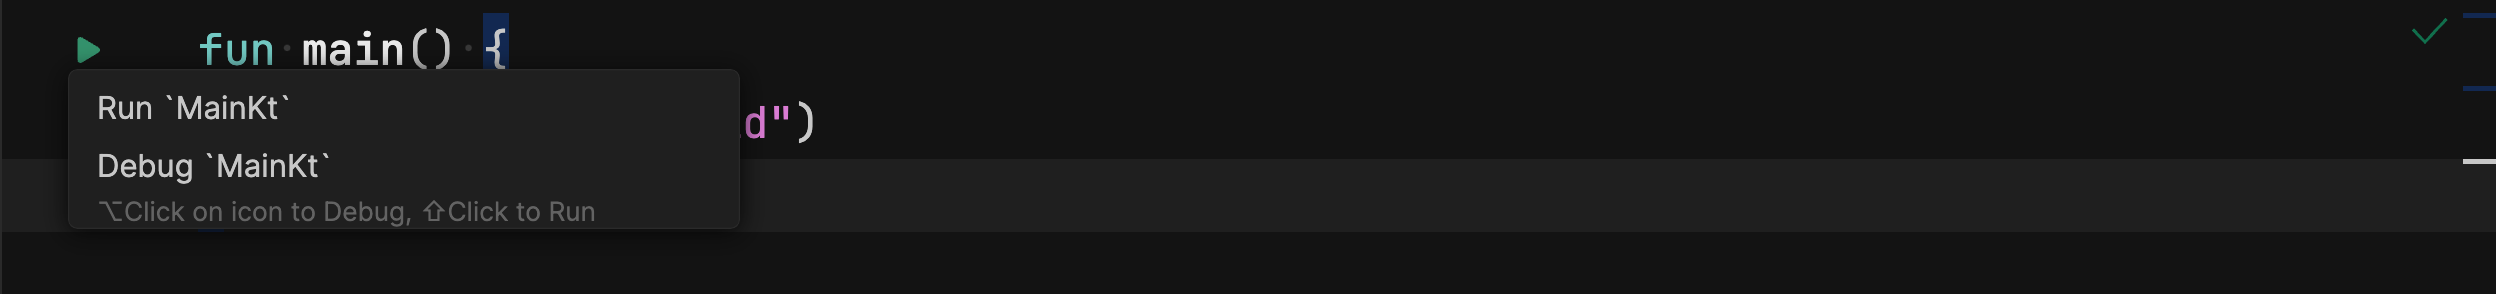 fun main() {
d")
Run `MainKt`
Debug `MainKt`
⌥Click on icon to Debug, ⇧Click to Run